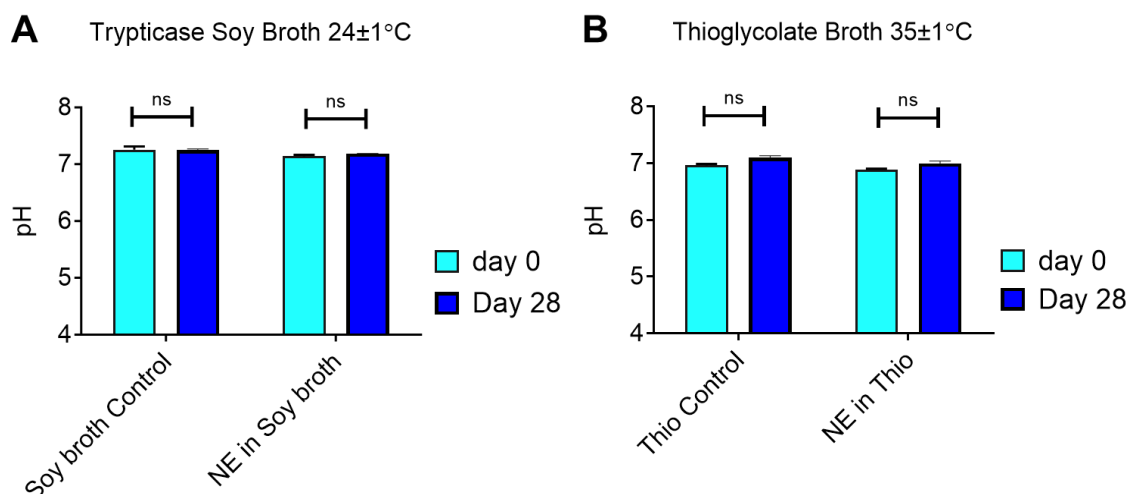 A
Trypticase Soy Broth 24±1°C
8
7
6
5
4
pH
ns
ns
day 0
Day 28
Soy broth Control
NE in Soy broth
B
Thioglycolate Broth 35±1°C
8
7
6
5
4
pH
ns
ns
day 0
Day 28
Thio Control
NE in Thio